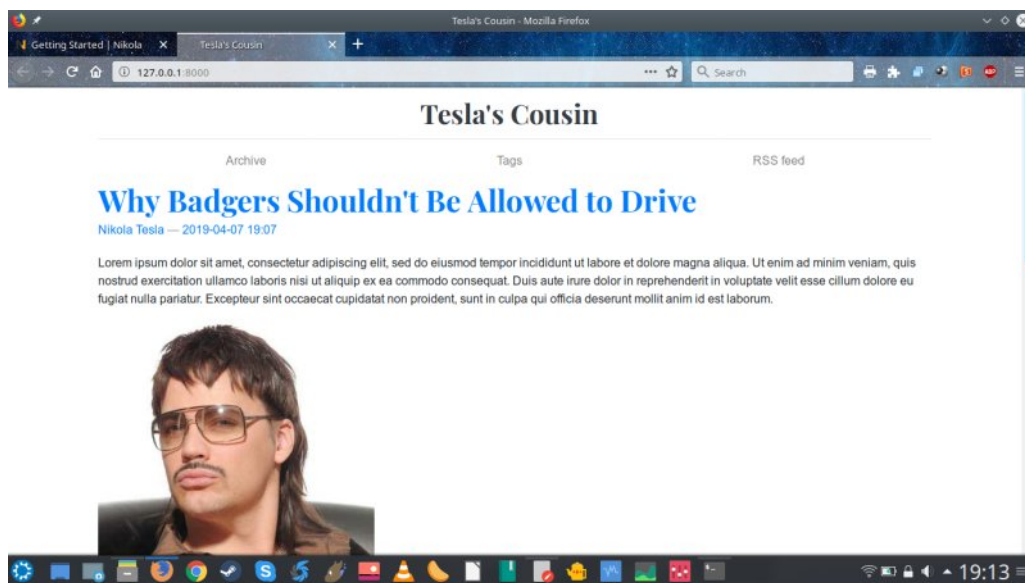 Tesla's Cousin - Mozilla Firefox
Getting Started | Nikola
Tesla's Cousin
127.0.0.1:8000
Search
Tesla's Cousin
Archive Tags RSS feed
Why Badgers Shouldn't Be Allowed to Drive
Nikola Tesla — 2019-04-07 19:07
Lorem ipsum dolor sit amet, consectetur adipiscing elit, sed do eiusmod tempor incididunt ut labore et dolore magna aliqua. Ut enim ad minim veniam, quis
nostrud exercitation ullamco laboris nisi ut aliquip ex ea commodo consequat. Duis aute irure dolor in reprehenderit in voluptate velit esse cillum dolore eu
fugiat nulla pariatur. Excepteur sint occaecat cupidatat non proident, sunt in culpa qui officia deserunt mollit anim id est laborum.
19:13